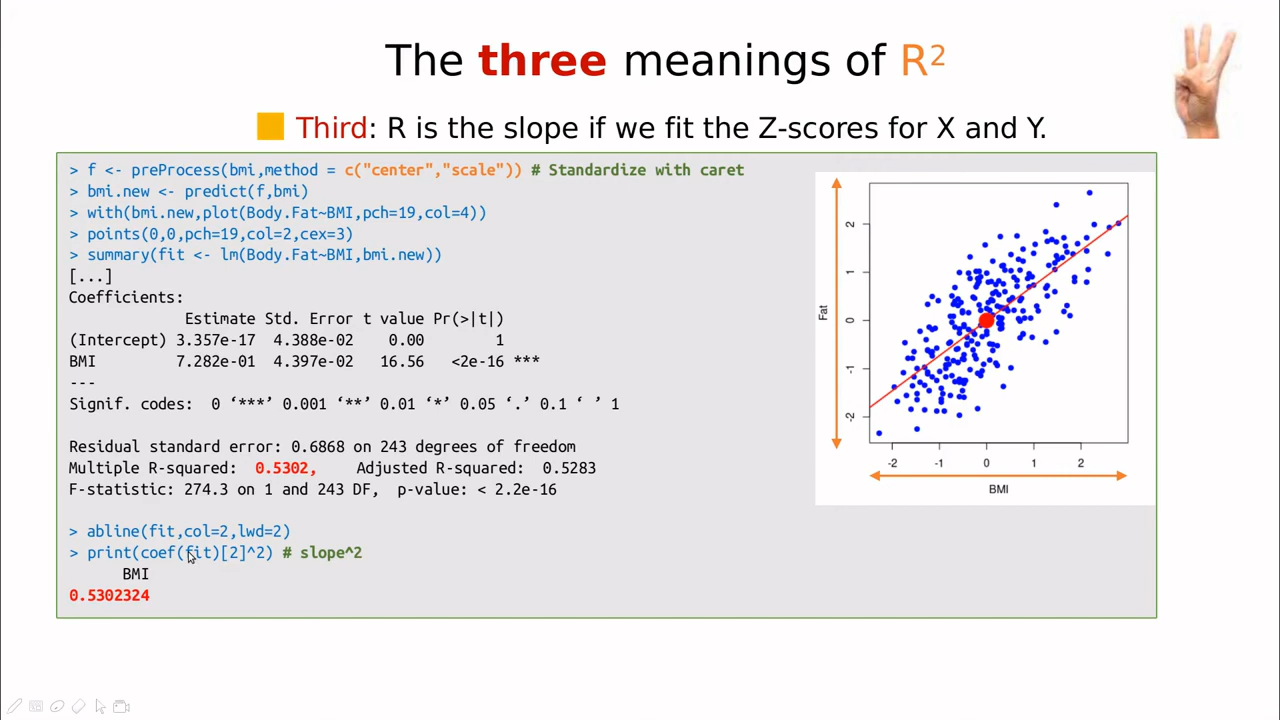 The three meanings of R²
Third: R is the slope if we fit the Z-scores for X and Y.
> f <- preProcess(bmi,method = c("center","scale")) # Standardize with caret
> bmi.new <- predict(f,bmi)
> with(bmi.new,plot(Body.Fat~BMI,pch=19,col=4))
> points(0,0,pch=19,col=2,cex=3)
> summary(fit <- lm(Body.Fat~BMI,bmi.new))
[...]
Coefficients:
Estimate Std. Error t value Pr(>|t|)
(Intercept) 3.357e-17 4.388e-02 0.00 1
BMI 7.282e-01 4.397e-02 16.56 <2e-16 ***
---
Signif. codes: 0 ‘***’ 0.001 ‘**’ 0.01 ‘*’ 0.05 ‘.’ 0.1 ‘ ’ 1
Residual standard error: 0.6868 on 243 degrees of freedom
Multiple R-squared: 0.5302, Adjusted R-squared: 0.5283
F-statistic: 274.3 on 1 and 243 DF, p-value: < 2.2e-16
> abline(fit,col=2,lwd=2)
> print(coef(fit)[2]^2) # slope^2
BMI
0.5302324
Fat
2
1
0
-1
-2
-2 -1 0 1 2
BMI